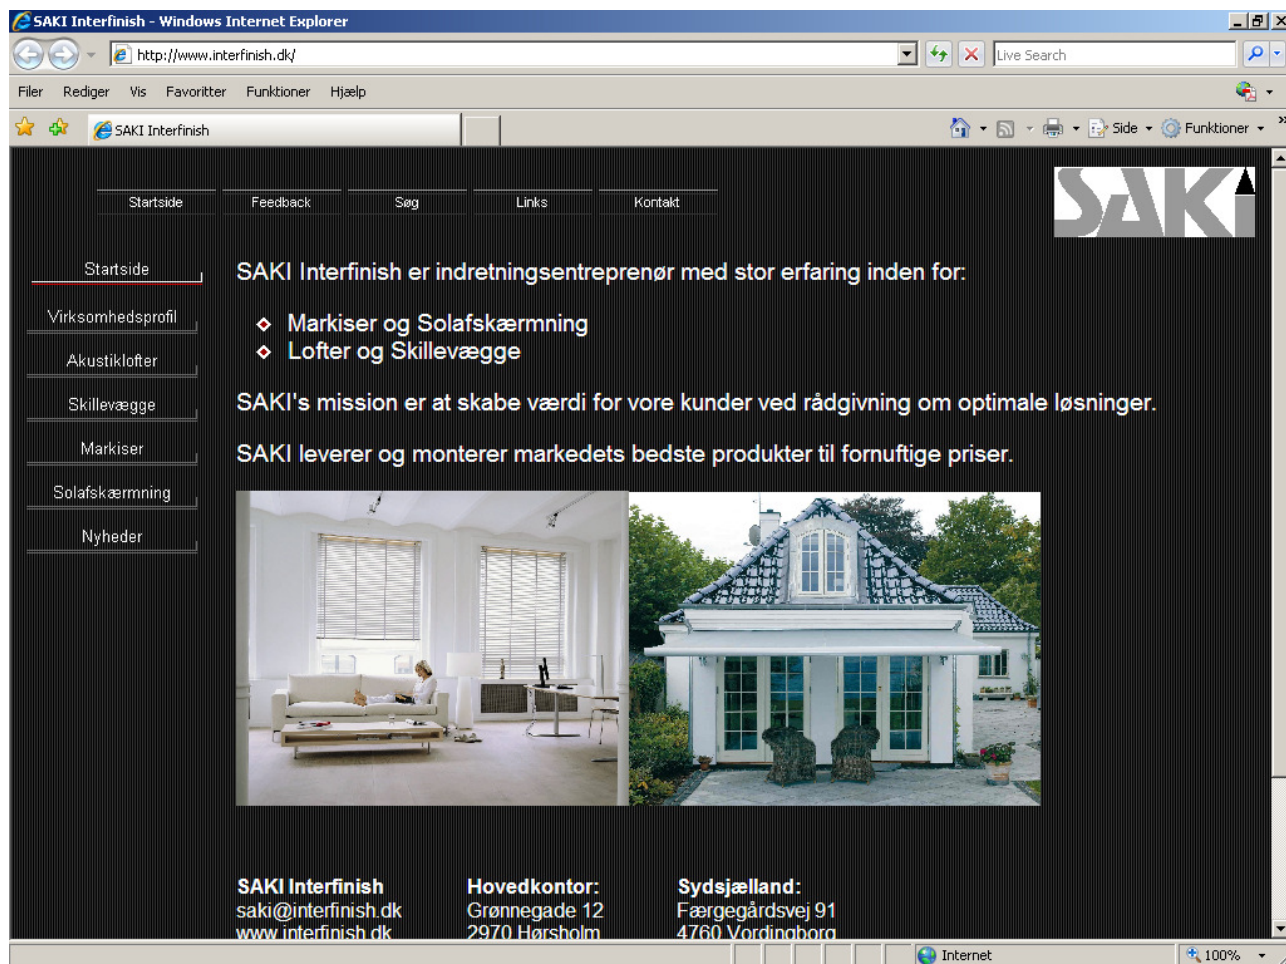 SAKI Interfinish - Windows Internet Explorer
http://www.interfinish.dk/
Live Search
Filer Rediger Vis Favoritter Funktioner Hjælp
SAKI Interfinish
Side Funktioner
Startside Feedback Søg Links Kontakt
SAKI
Startside
Virksomhedsprofil
Akustiklofter
Skillevægge
Markiser
Solafskærmning
Nyheder
SAKI Interfinish er indretningsentreprenør med stor erfaring inden for:
Markiser og Solafskærmning
Lofter og Skillevægge
SAKI's mission er at skabe værdi for vore kunder ved rådgivning om optimale løsninger.
SAKI leverer og monterer markedets bedste produkter til fornuftige priser.
SAKI Interfinish Hovedkontor: Sydsjælland:
saki@interfinish.dk Grønnegade 12 Færgegårdsvej 91
www.interfinish.dk 2970 Hørsholm 4760 Vordingborg
Internet 100%